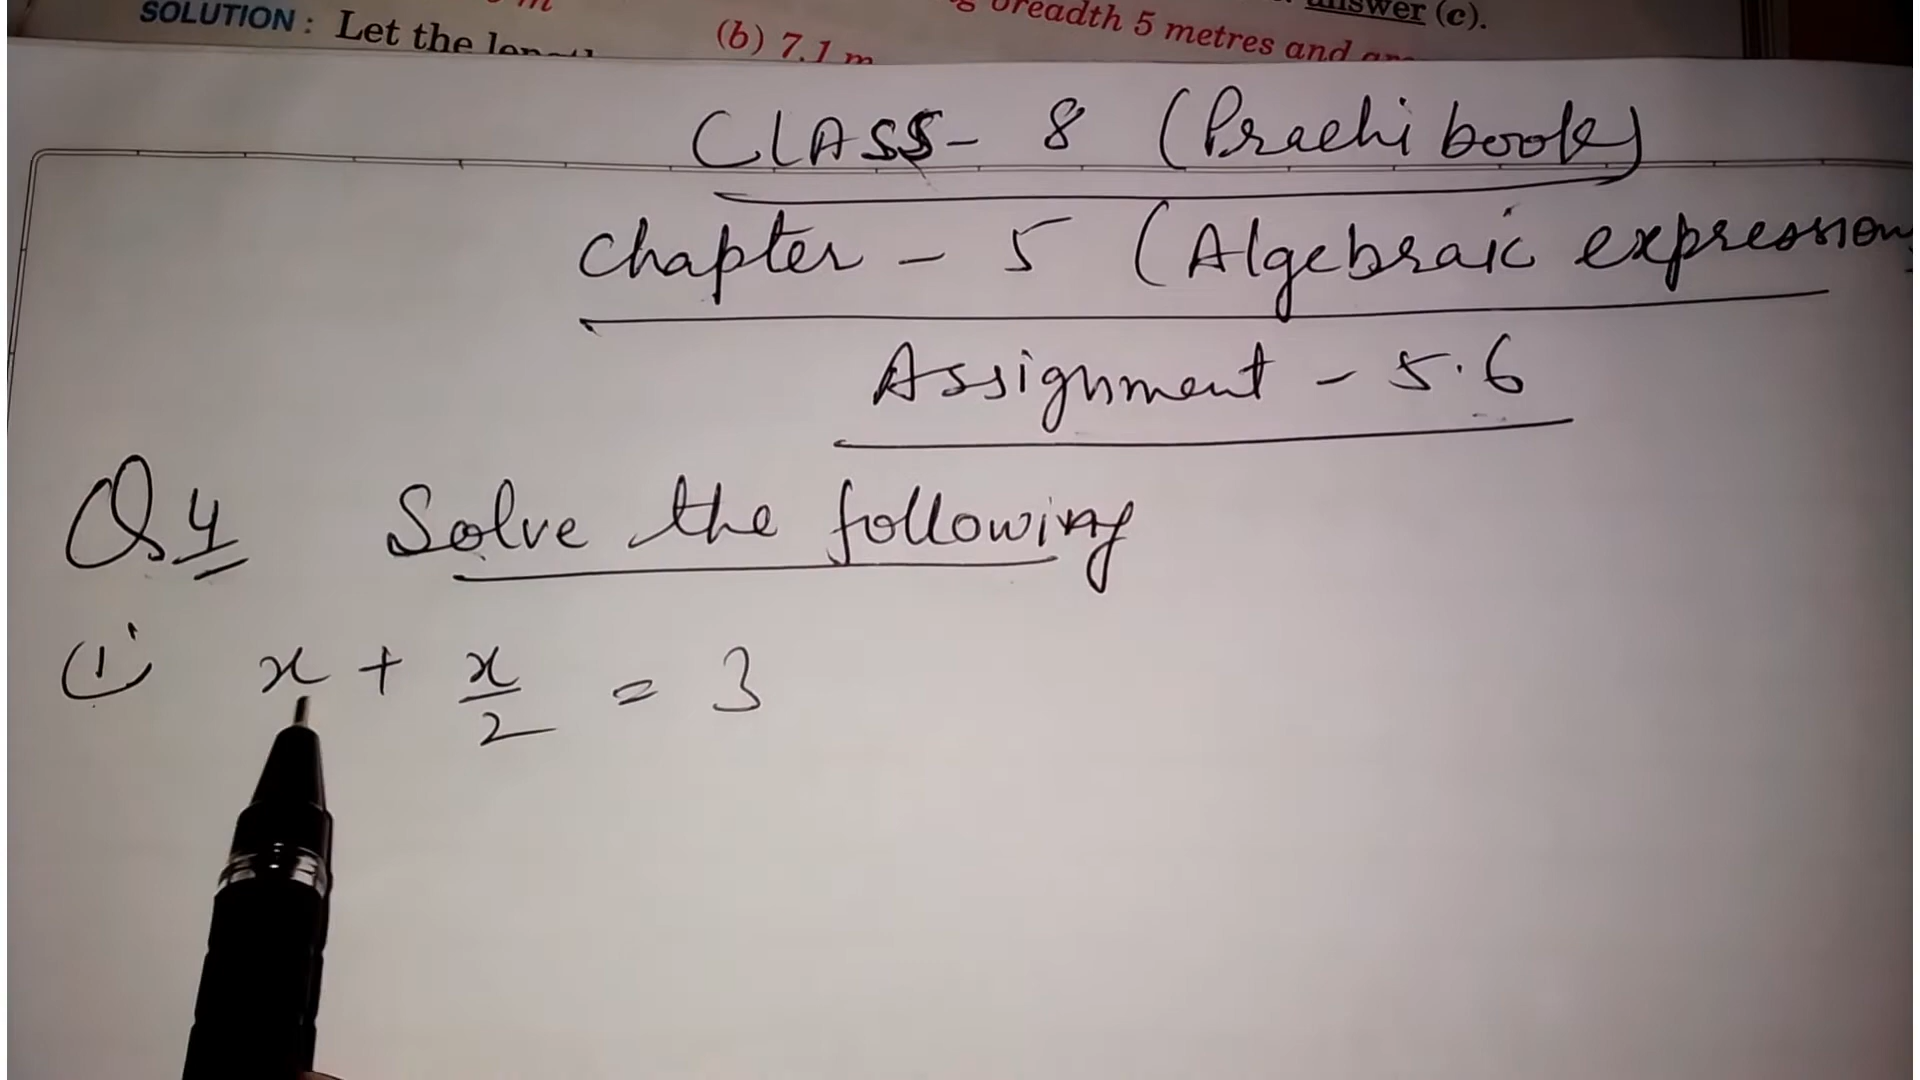 answer (c).
SOLUTION : Let the
(b) 7.1 m
breadth 5 metres and
CLASS- 8 (Prachi book)
Chapter - 5 (Algebraic expression
Assignment - 5.6
Q4 Solve the following
(i) x + x/2 = 3